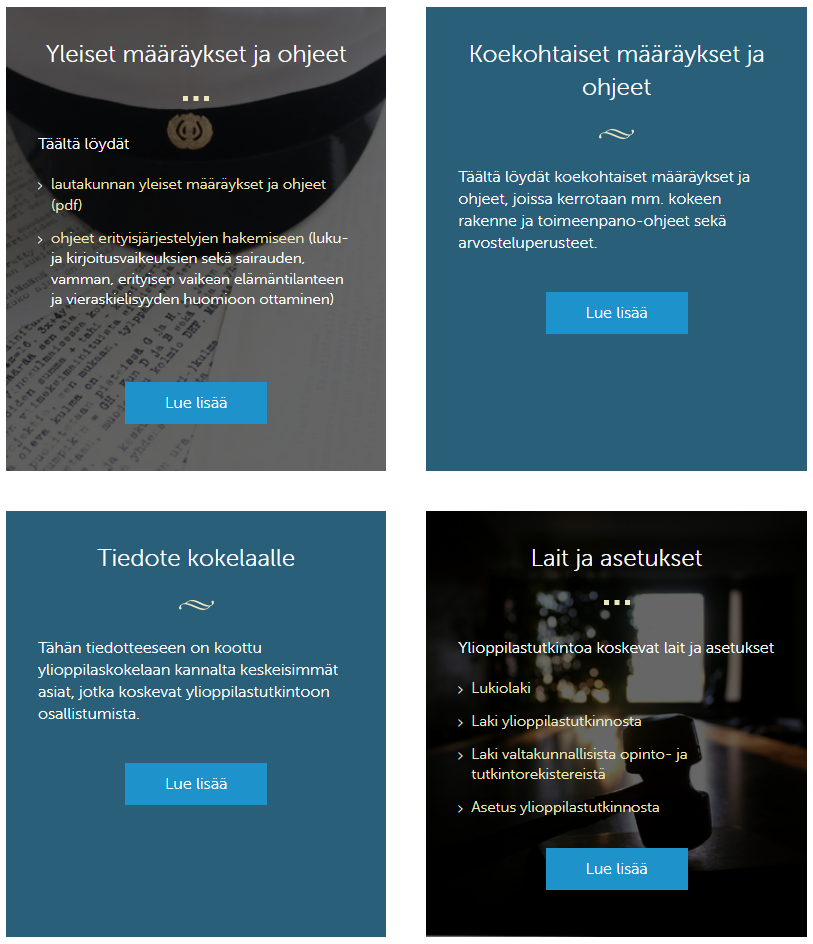 Yleiset määräykset ja ohjeet
Täältä löydät
lautakunnan yleiset määräykset ja ohjeet
(pdf)
ohjeet erityisjärjestelyjen hakemiseen (luku-
ja kirjoitusvaikeuksien sekä sairauden,
vamman, erityisen vaikean elämäntilanteen
ja vieraskielisyyden huomioon ottaminen)
Lue lisää
Koekohtaiset määräykset ja
ohjeet
Täältä löydät koekohtaiset määräykset ja
ohjeet, joissa kerrotaan mm. kokeen
rakenne ja toimeenpano-ohjeet sekä
arvosteluperusteet.
Lue lisää
Tiedote kokelaalle
Tähän tiedotteeseen on koottu
ylioppilaskokelaan kannalta keskeisimmät
asiat, jotka koskevat ylioppilastutkintoon
osallistumista.
Lue lisää
Lait ja asetukset
Ylioppilastutkintoa koskevat lait ja asetukset
Lukiolaki
Laki ylioppilastutkinnosta
Laki valtakunnallisista opinto- ja
tutkintorekistereistä
Asetus ylioppilastutkinnosta
Lue lisää